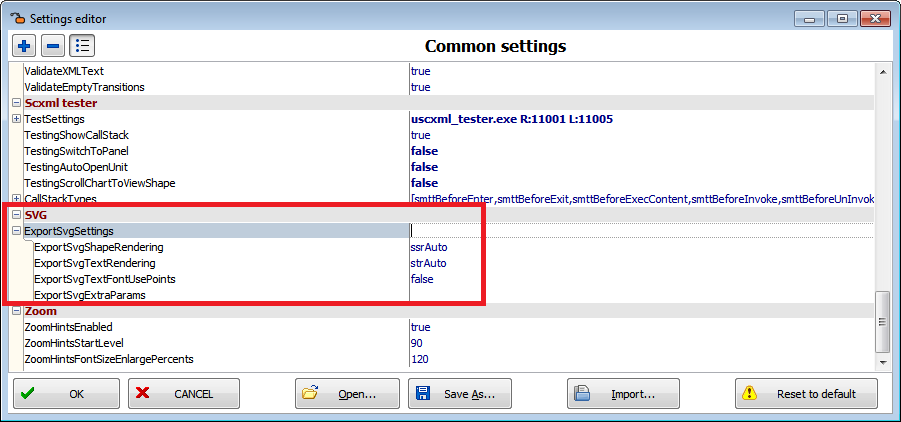 Settings editor
Common settings
ValidateXMLText true
ValidateEmptyTransitions true
Scxml tester
TestSettings uscxml_tester.exe R:11001 L:11005
TestingShowCallStack true
TestingSwitchToPanel false
TestingAutoOpenUnit false
TestingScrollChartToViewShape false
CallStackTypes [smttBeforeEnter,smttBeforeExit,smttBeforeExecContent,smttBeforeInvoke,smttBeforeUnInvok
SVG
ExportSvgSettings
ExportSvgShapeRendering ssrAuto
ExportSvgTextRendering strAuto
ExportSvgTextFontUsePoints false
ExportSvgExtraParams
Zoom
ZoomHintsEnabled true
ZoomHintsStartLevel 90
ZoomHintsFontSizeEnlargePercents 120
OK CANCEL Open... Save As... Import... Reset to default